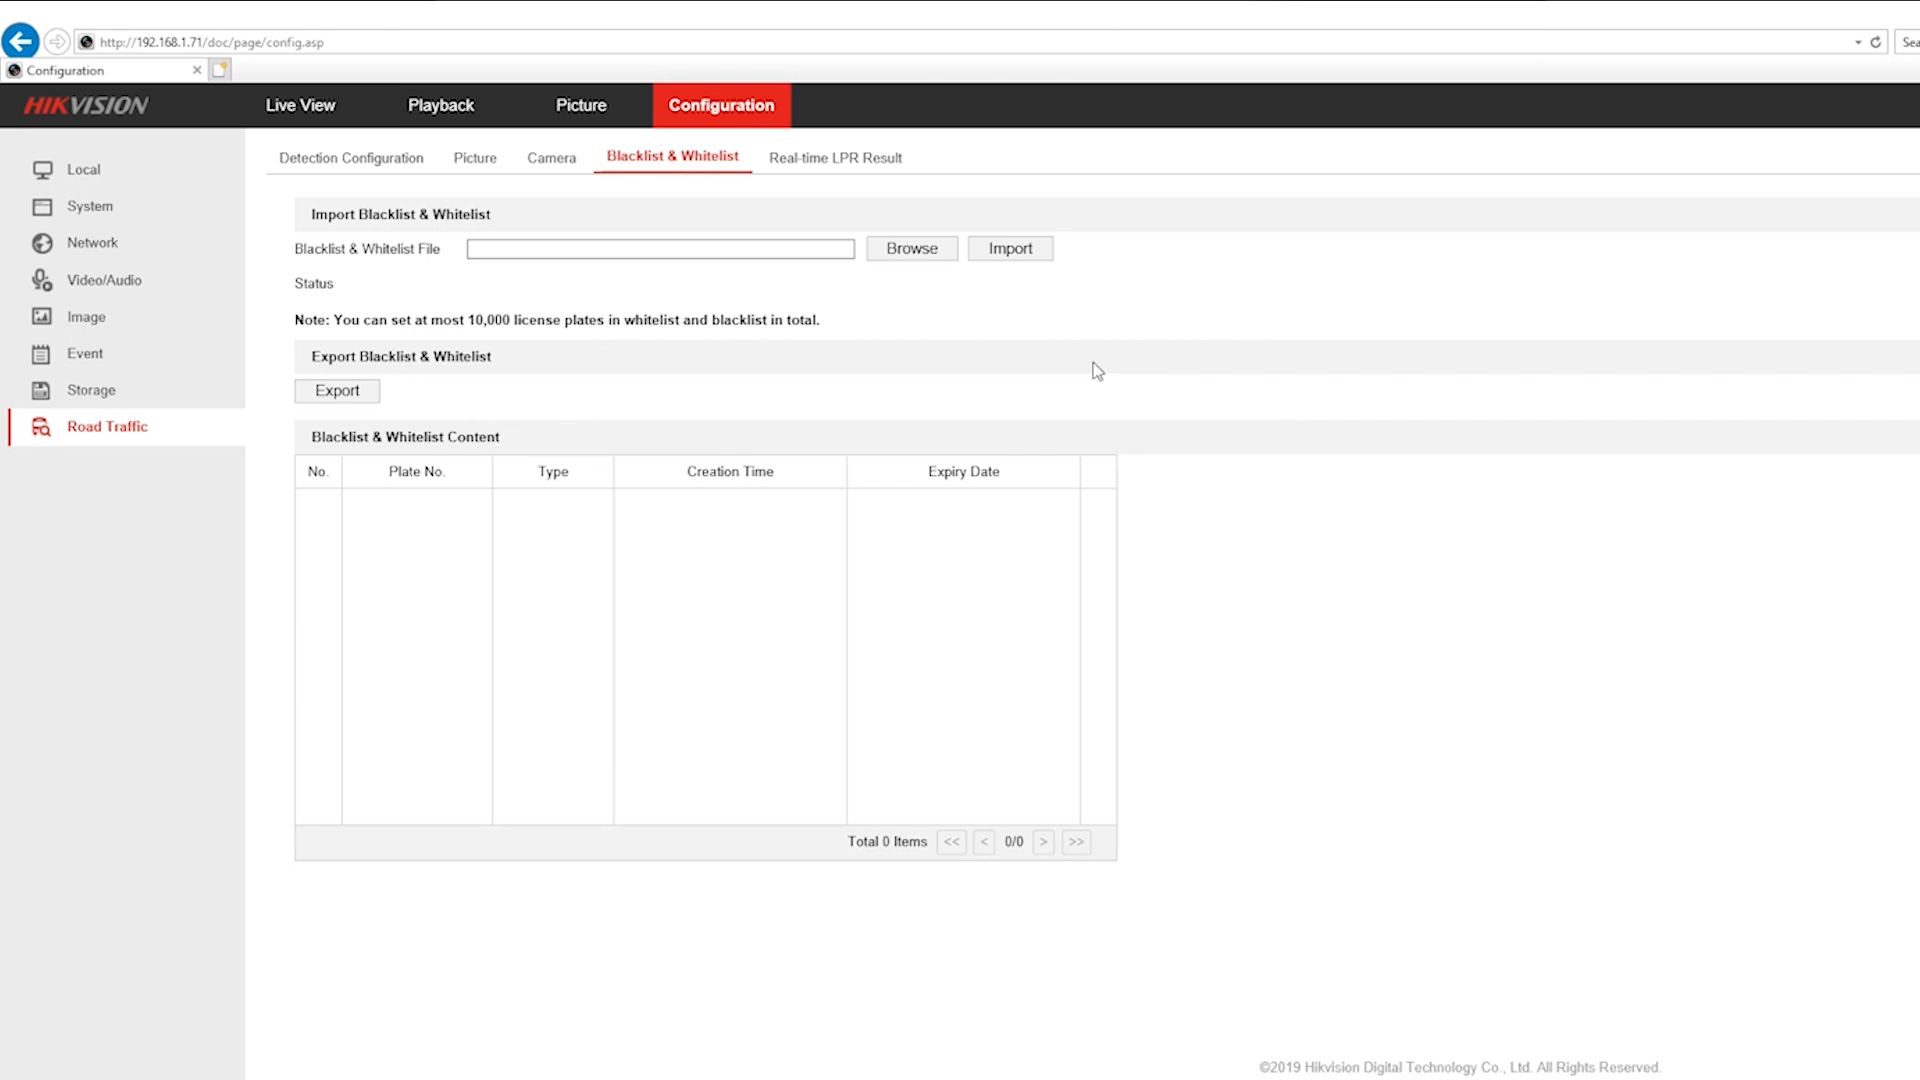 http://192.168.1.71/doc/page/config.asp
Sea
Configuration
HIKVISION
Live View
Playback
Picture
Configuration
Local
System
Network
Video/Audio
Image
Event
Storage
Road Traffic
Detection Configuration
Picture
Camera
Blacklist & Whitelist
Real-time LPR Result
Import Blacklist & Whitelist
Blacklist & Whitelist File
Browse
Import
Status
Note: You can set at most 10,000 license plates in whitelist and blacklist in total.
Export Blacklist & Whitelist
Export
Blacklist & Whitelist Content
No.
Plate No.
Type
Creation Time
Expiry Date
Total 0 Items << < 0/0 > >>
©2019 Hikvision Digital Technology Co., Ltd. All Rights Reserved.